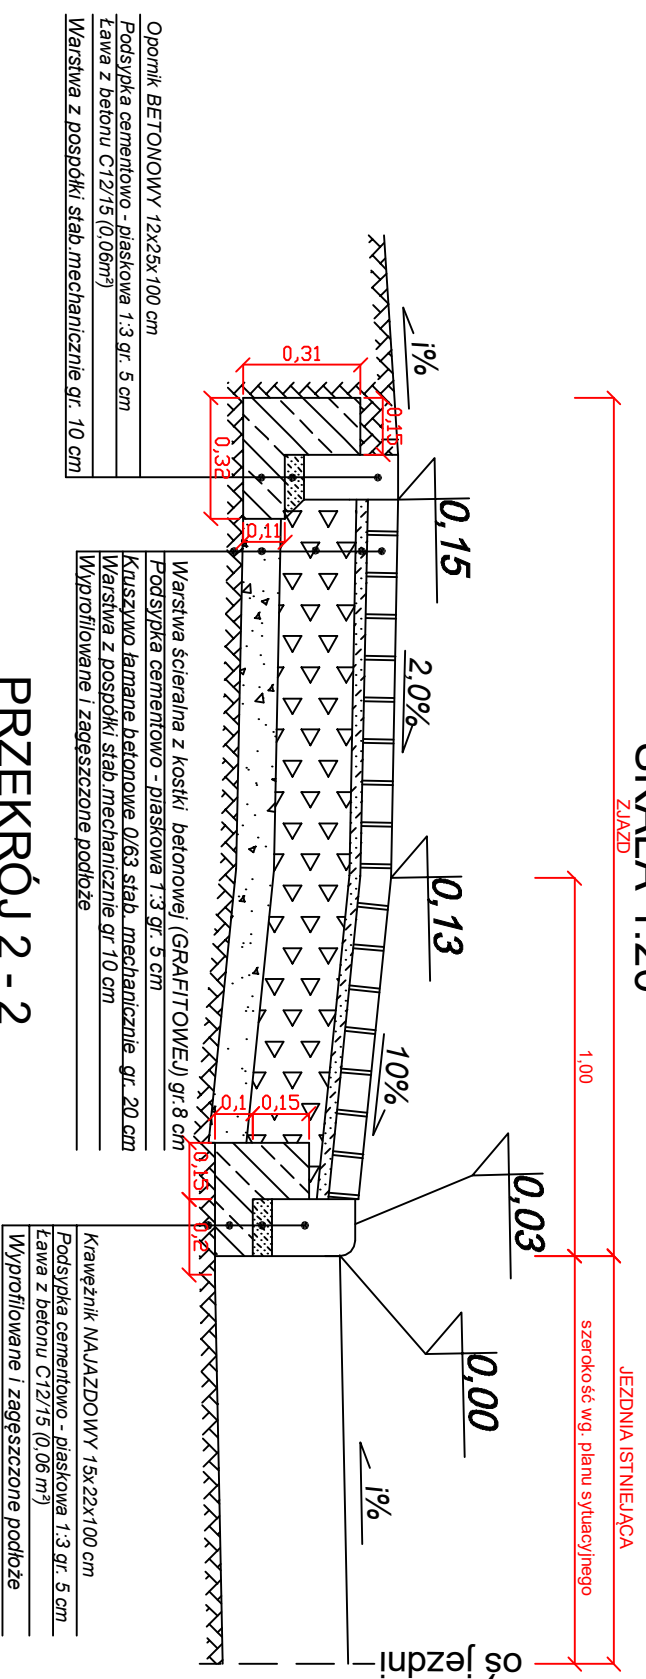 SKALA 1:20
ZJAZD
JEZDNIA ISTNIEJĄCA
1,00
szerokość wg. planu sytuacyjnego
i%
0,15
2,0%
0,13
10%
0,03
0,00
i%
oś jezdni
0,31
0,15
0,32
0,11
0,1
0,15
0,15
0,2
Opornik BETONOWY 12x25x100 cm
Podsypka cementowo - piaskowa 1:3 gr. 5 cm
Ława z betonu C12/15 (0,06m²)
Warstwa z pospółki stab.mechanicznie gr. 10 cm
Warstwa ścieralna z kostki betonowej (GRAFITOWEJ) gr.8 cm
Podsypka cementowo - piaskowa 1:3 gr. 5 cm
Kruszywo łamane betonowe 0/63 stab. mechanicznie gr. 20 cm
Warstwa z pospółki stab.mechanicznie gr 10 cm
Wyprofilowane i zagęszczone podłoże
Krawężnik NAJAZDOWY 15x22x100 cm
Podsypka cementowo - piaskowa 1:3 gr. 5 cm
Ława z betonu C12/15 (0,06 m²)
Wyprofilowane i zagęszczone podłoże
PRZEKRÓJ 2 - 2